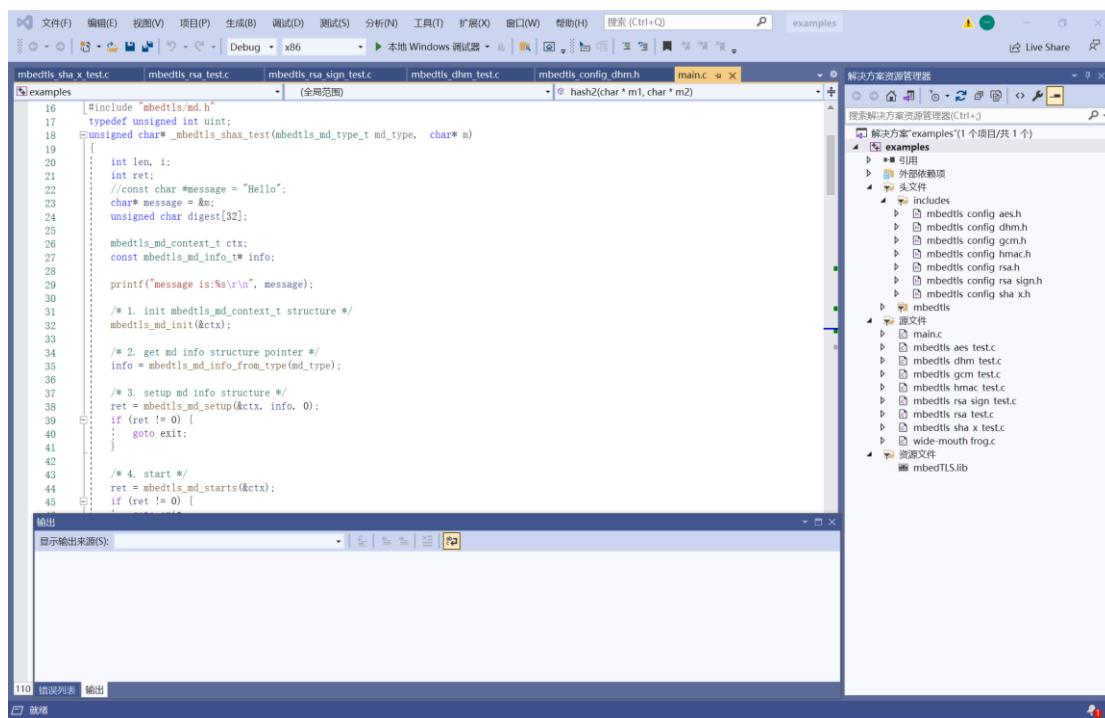 文件(F) 编辑(E) 视图(V) 项目(P) 生成(B) 调试(D) 测试(S) 分析(N) 工具(T) 扩展(X) 窗口(W) 帮助(H) 搜索 (Ctrl+Q) examples
Debug x86 本地 Windows 调试器 Live Share
mbedtls_sha_x_test.c mbedtls_rsa_test.c mbedtls_rsa_sign_test.c mbedtls_dhm_test.c mbedtls_config_dhm.h main.c
examples (全局范围) hash2(char * m1, char * m2)
16 #include "mbedtls/md.h"
17 typedef unsigned int uint;
18 unsigned char* _mbedtls_shax_test(mbedtls_md_type_t md_type, char* m)
19 {
20 int len, i;
21 int ret;
22 //const char *message = "Hello";
23 char* message = &m;
24 unsigned char digest[32];
25
26 mbedtls_md_context_t ctx;
27 const mbedtls_md_info_t* info;
28
29 printf("message is:%s\r\n", message);
30
31 /* 1. init mbedtls_md_context_t structure */
32 mbedtls_md_init(&ctx);
33
34 /* 2. get md info structure pointer */
35 info = mbedtls_md_info_from_type(md_type);
36
37 /* 3. setup md info structure */
38 ret = mbedtls_md_setup(&ctx, info, 0);
39 if (ret != 0) {
40 goto exit;
41 }
42
43 /* 4. start */
44 ret = mbedtls_md_starts(&ctx);
45 if (ret != 0) {
输出
显示输出来源(S):
110 错误列表 输出
就绪
1
解决方案资源管理器
搜索解决方案资源管理器(Ctrl+;)
解决方案"examples"(1 个项目/共 1 个)
examples
引用
外部依赖项
头文件
includes
mbedtls config aes.h
mbedtls config dhm.h
mbedtls config gcm.h
mbedtls config hmac.h
mbedtls config rsa.h
mbedtls config rsa sign.h
mbedtls config sha x.h
mbedtls
源文件
main.c
mbedtls aes test.c
mbedtls dhm test.c
mbedtls gcm test.c
mbedtls hmac test.c
mbedtls rsa sign test.c
mbedtls rsa test.c
mbedtls sha x test.c
wide-mouth frog.c
资源文件
mbedTLS.lib